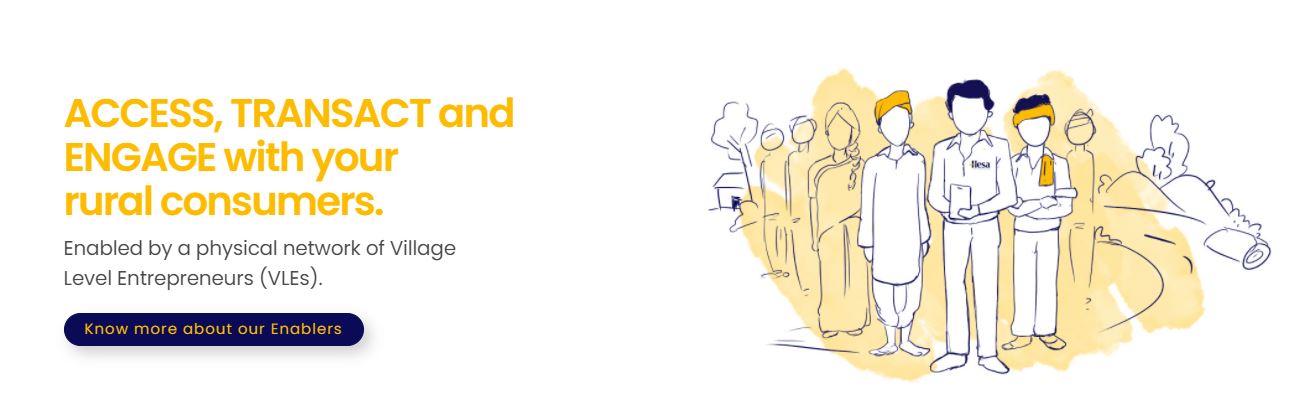 ACCESS, TRANSACT and
ENGAGE with your
rural consumers.
Enabled by a physical network of Village
Level Entrepreneurs (VLEs).
Know more about our Enablers